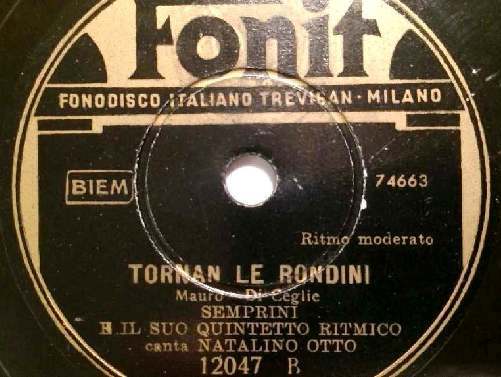 Fonit
FONODISCO ITALIANO TREVISAN - MILANO
BIEM
74663
Ritmo moderato
TORNAN LE RONDINI
Mauro - Di Ceglie
SEMPRINI
E IL SUO QUINTETTO RITMICO
canta NATALINO OTTO
12047 B